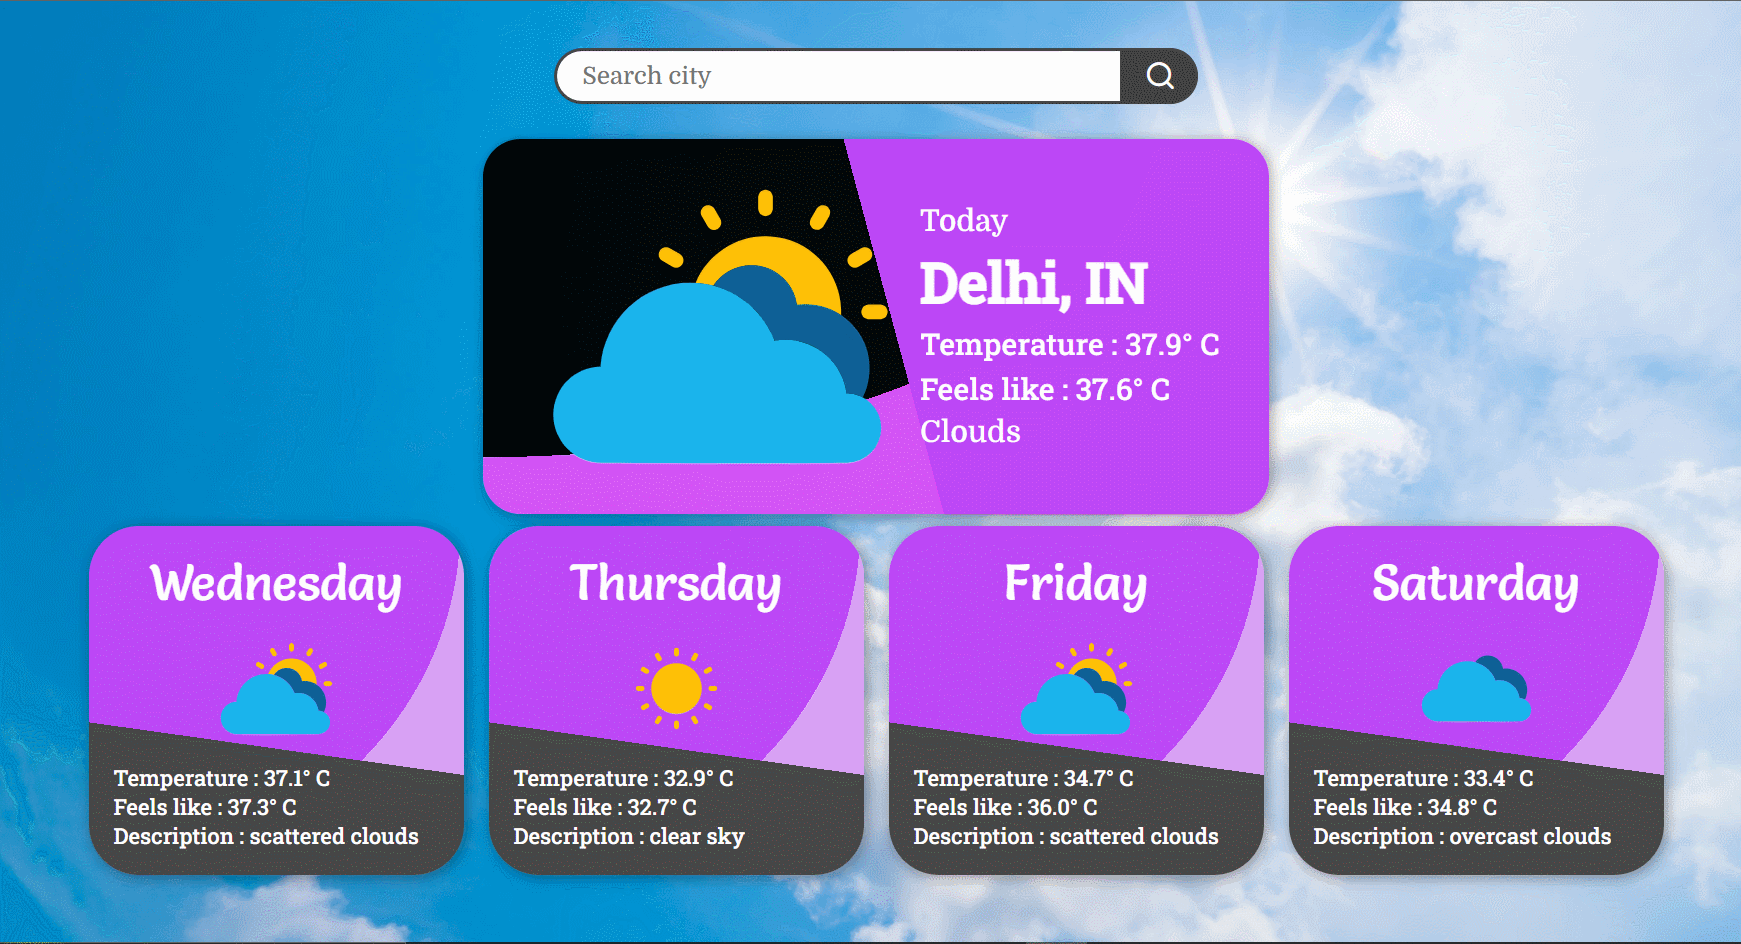 Search city
Today
Delhi, IN
Temperature : 37.9° C
Feels like : 37.6° C
Clouds
Wednesday
Temperature : 37.1° C
Feels like : 37.3° C
Description : scattered clouds
Thursday
Temperature : 32.9° C
Feels like : 32.7° C
Description : clear sky
Friday
Temperature : 34.7° C
Feels like : 36.0° C
Description : scattered clouds
Saturday
Temperature : 33.4° C
Feels like : 34.8° C
Description : overcast clouds